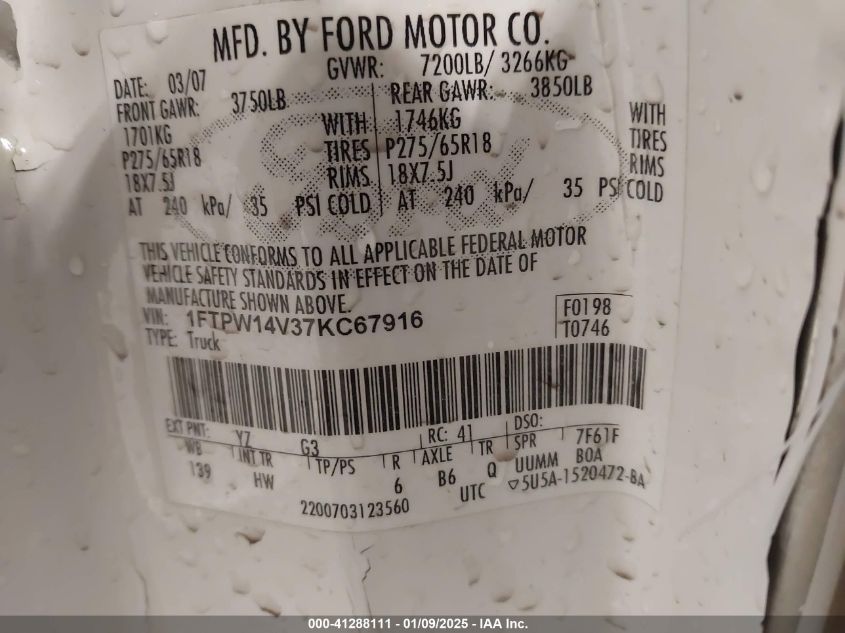 MFD. BY FORD MOTOR CO.
DATE: 03/07 GVWR: 7200LB/ 3266KG
FRONT GAWR: 3750LB REAR GAWR: 3850LB
1701KG WITH 1746KG WITH
P275/65R18 TIRES P275/65R18 TIRES
18X7.5J RIMS 18X7.5J RIMS
AT 240 kPa/ 35 PSI COLD AT 240 kPa/ 35 PSI COLD
THIS VEHICLE CONFORMS TO ALL APPLICABLE FEDERAL MOTOR
VEHICLE SAFETY STANDARDS IN EFFECT ON THE DATE OF
MANUFACTURE SHOWN ABOVE.
VIN: 1FTPW14V37KC67916 F0198
TYPE: Truck T0746
EXT PNT: YZ G3 RC: 41 DSO:
WB INT TR TP/PS R AXLE TR SPR 7F61F
139 HW 6 B6 Q UUMM BOA
2200703123560 UTC ▽5U5A-1520472-BA
000-41288111 - 01/09/2025 - IAA Inc.